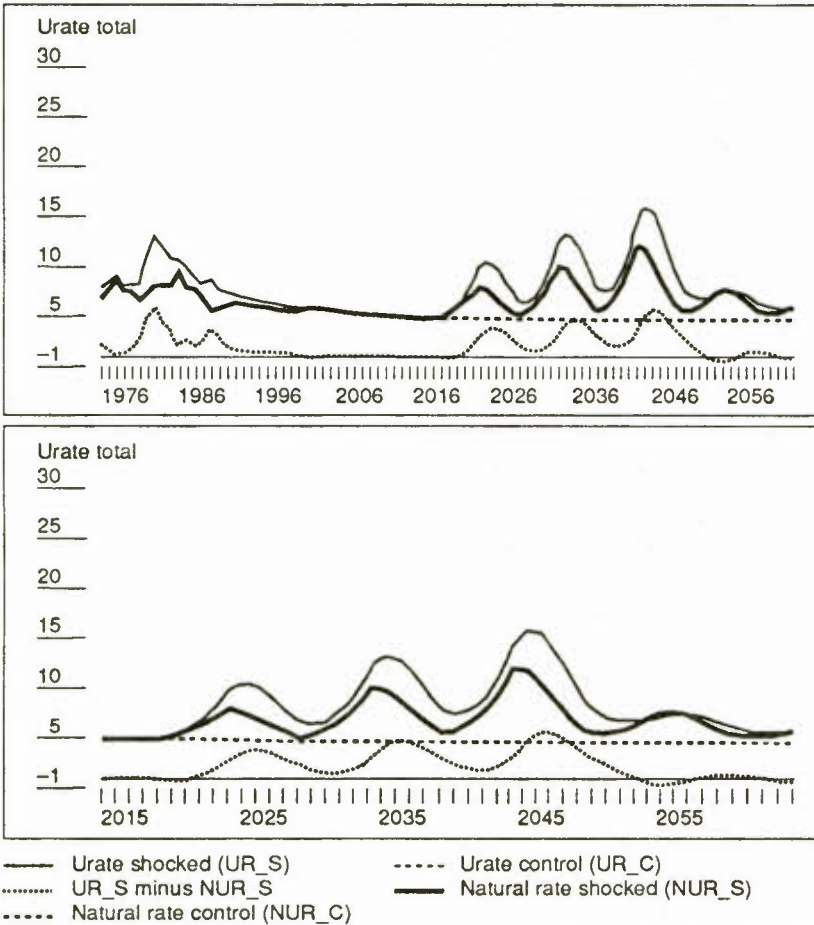 Urate total
30
25
20
15
10
5
−1
1976 1986 1996 2006 2016 2026 2036 2046 2056
Urate total
30
25
20
15
10
5
−1
2015 2025 2035 2045 2055
Urate shocked (UR_S) Urate control (UR_C)
UR_S minus NUR_S Natural rate shocked (NUR_S)
Natural rate control (NUR_C)